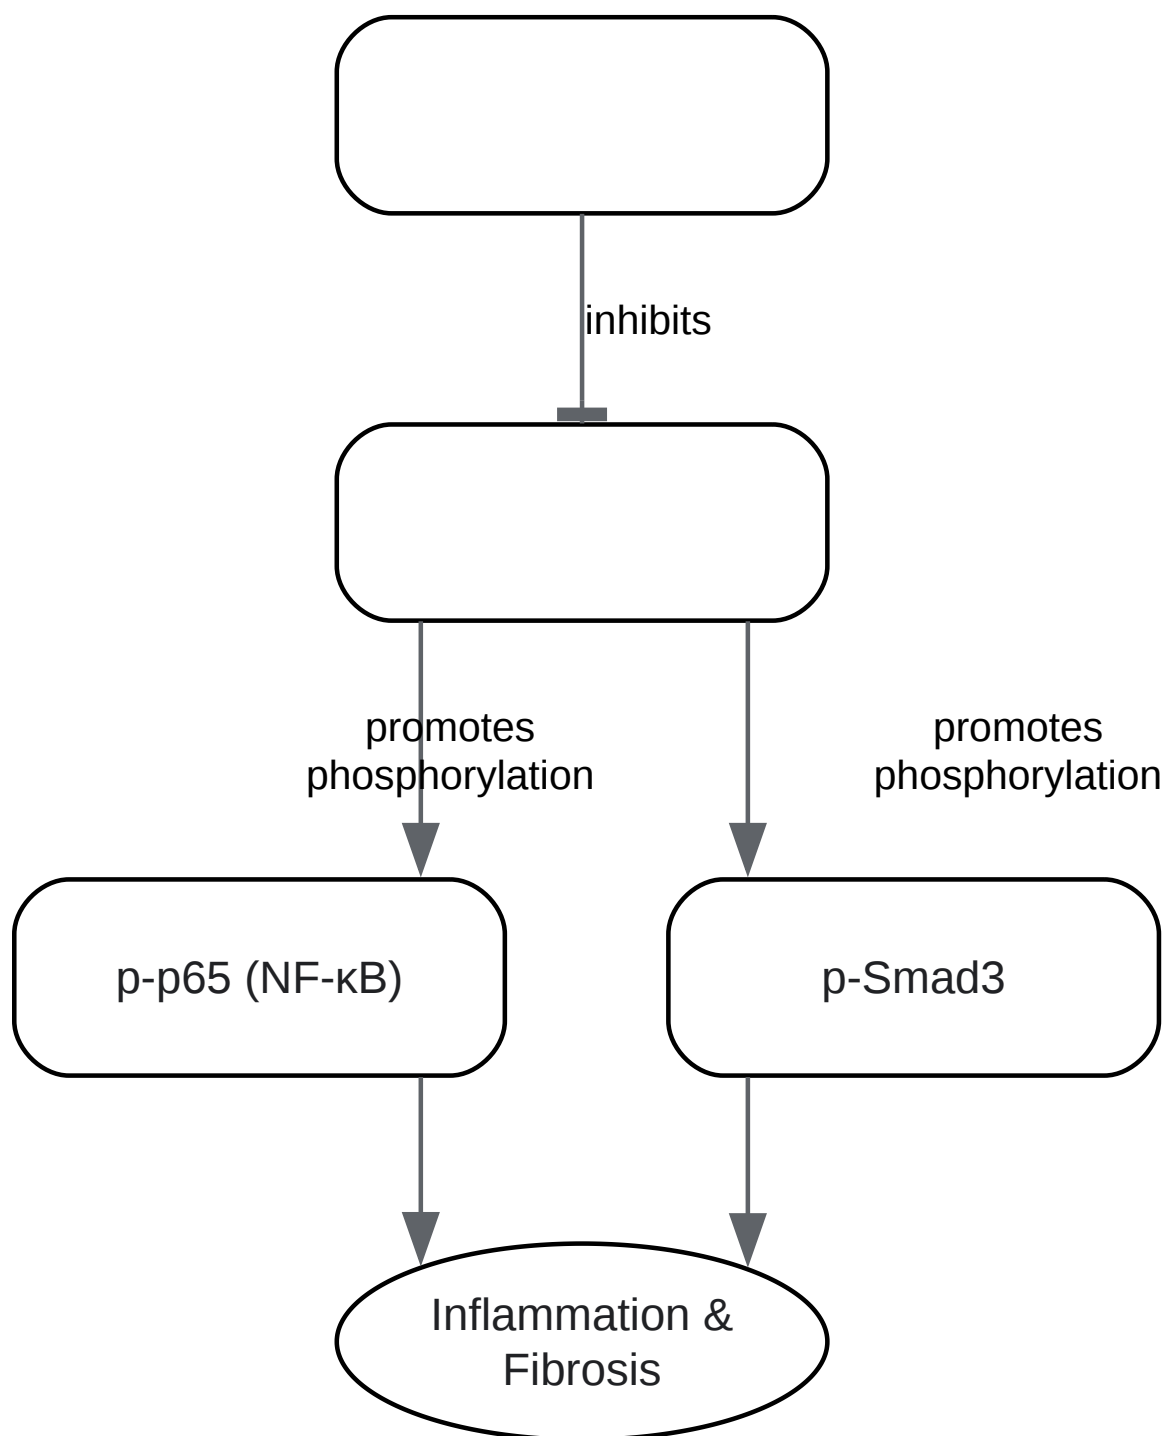 inhibits
promotes
phosphorylation
promotes
phosphorylation
p-p65 (NF-κB)
p-Smad3
Inflammation &
Fibrosis